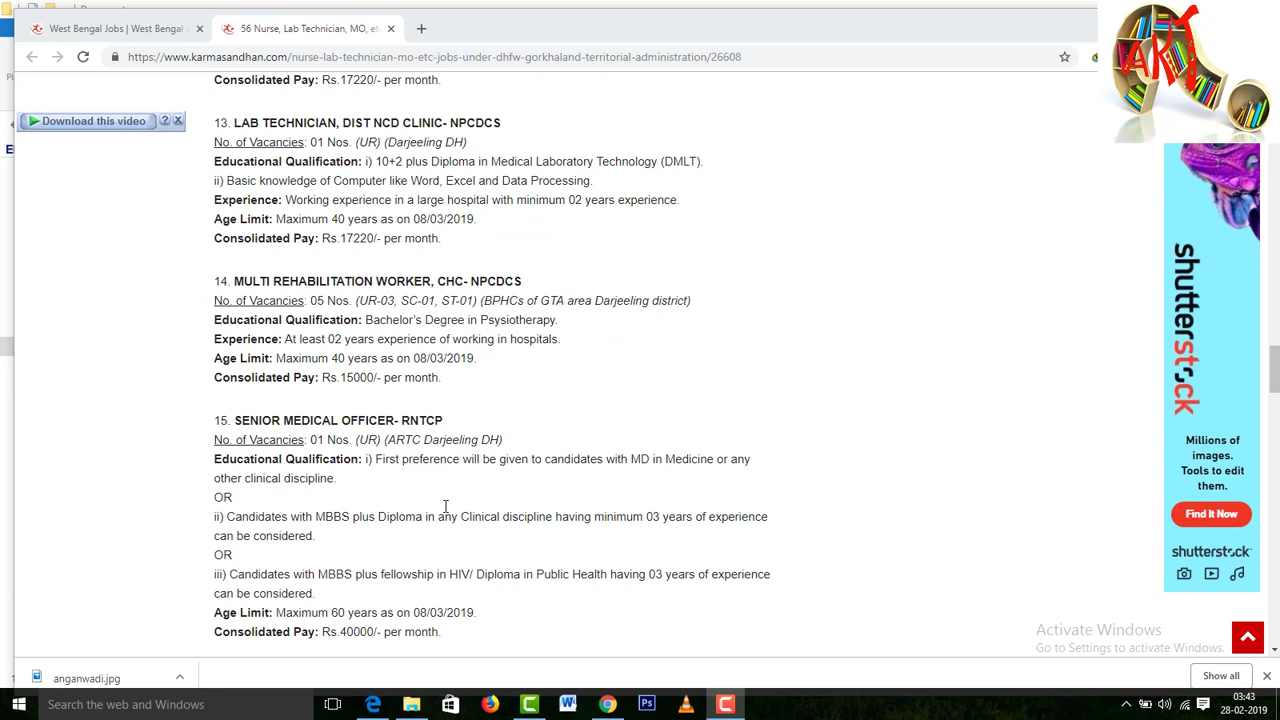 West Bengal Jobs | West Bengal
56 Nurse, Lab Technician, MO, et
https://www.karmasandhan.com/nurse-lab-technician-mo-etc-jobs-under-dhfw-gorkhaland-territorial-administration/26608
ART
Consolidated Pay: Rs.17220/- per month.
Download this video
13. LAB TECHNICIAN, DIST NCD CLINIC- NPCDCS
No. of Vacancies: 01 Nos. (UR) (Darjeeling DH)
Educational Qualification: i) 10+2 plus Diploma in Medical Laboratory Technology (DMLT).
ii) Basic knowledge of Computer like Word, Excel and Data Processing.
Experience: Working experience in a large hospital with minimum 02 years experience.
Age Limit: Maximum 40 years as on 08/03/2019.
Consolidated Pay: Rs.17220/- per month.
14. MULTI REHABILITATION WORKER, CHC- NPCDCS
No. of Vacancies: 05 Nos. (UR-03, SC-01, ST-01) (BPHCs of GTA area Darjeeling district)
Educational Qualification: Bachelor's Degree in Psysiotherapy.
Experience: At least 02 years experience of working in hospitals.
Age Limit: Maximum 40 years as on 08/03/2019.
Consolidated Pay: Rs.15000/- per month.
15. SENIOR MEDICAL OFFICER- RNTCP
No. of Vacancies: 01 Nos. (UR) (ARTC Darjeeling DH)
Educational Qualification: i) First preference will be given to candidates with MD in Medicine or any
other clinical discipline.
OR
ii) Candidates with MBBS plus Diploma in any Clinical discipline having minimum 03 years of experience
can be considered.
OR
iii) Candidates with MBBS plus fellowship in HIV/ Diploma in Public Health having 03 years of experience
can be considered.
Age Limit: Maximum 60 years as on 08/03/2019.
Consolidated Pay: Rs.40000/- per month.
shutterstock
Millions of
images.
Tools to edit
them.
Find It Now
shutterstock
Activate Windows
Go to Settings to activate Windows.
anganwadi.jpg
Show all
Search the web and Windows
03:43
28-02-2019